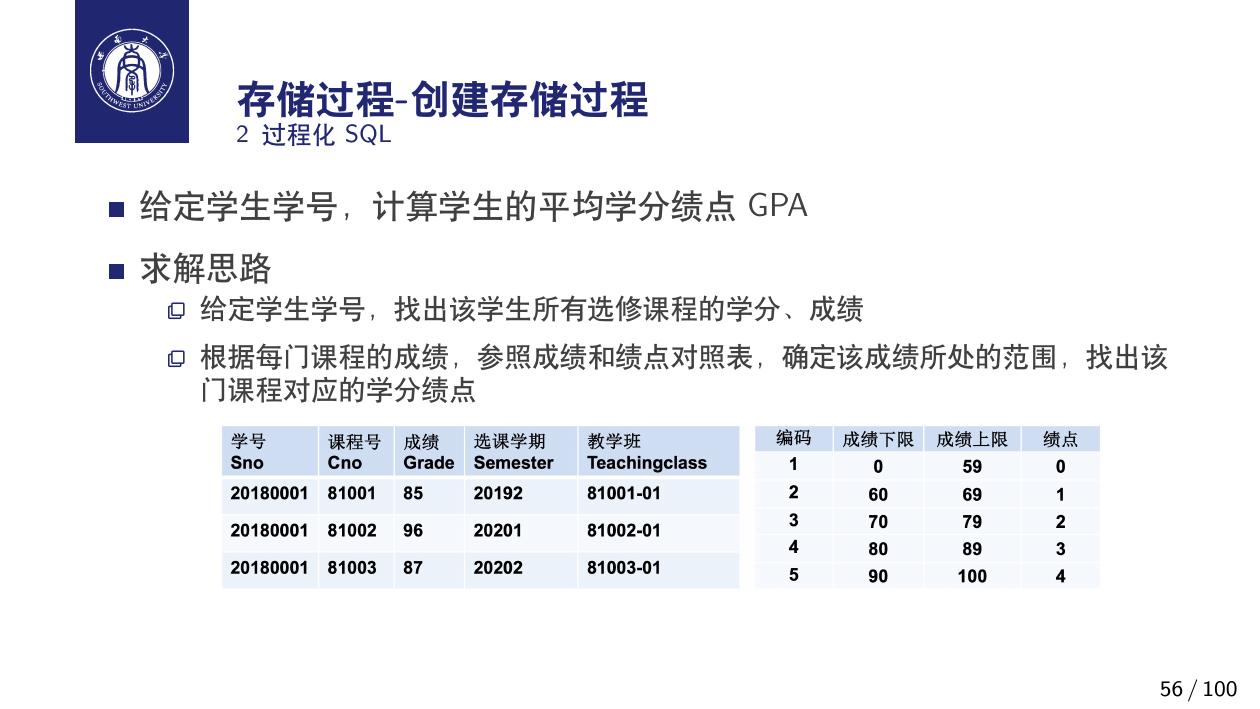 西南大学
SOUTHWEST UNIVERSITY
存储过程-创建存储过程
2 过程化 SQL
给定学生学号，计算学生的平均学分绩点 GPA
求解思路
给定学生学号，找出该学生所有选修课程的学分、成绩
根据每门课程的成绩，参照成绩和绩点对照表，确定该成绩所处的范围，找出该
门课程对应的学分绩点
学号 课程号 成绩 选课学期 教学班
Sno Cno Grade Semester Teachingclass
20180001 81001 85 20192 81001-01
20180001 81002 96 20201 81002-01
20180001 81003 87 20202 81003-01
编码 成绩下限 成绩上限 绩点
1 0 59 0
2 60 69 1
3 70 79 2
4 80 89 3
5 90 100 4
56 / 100